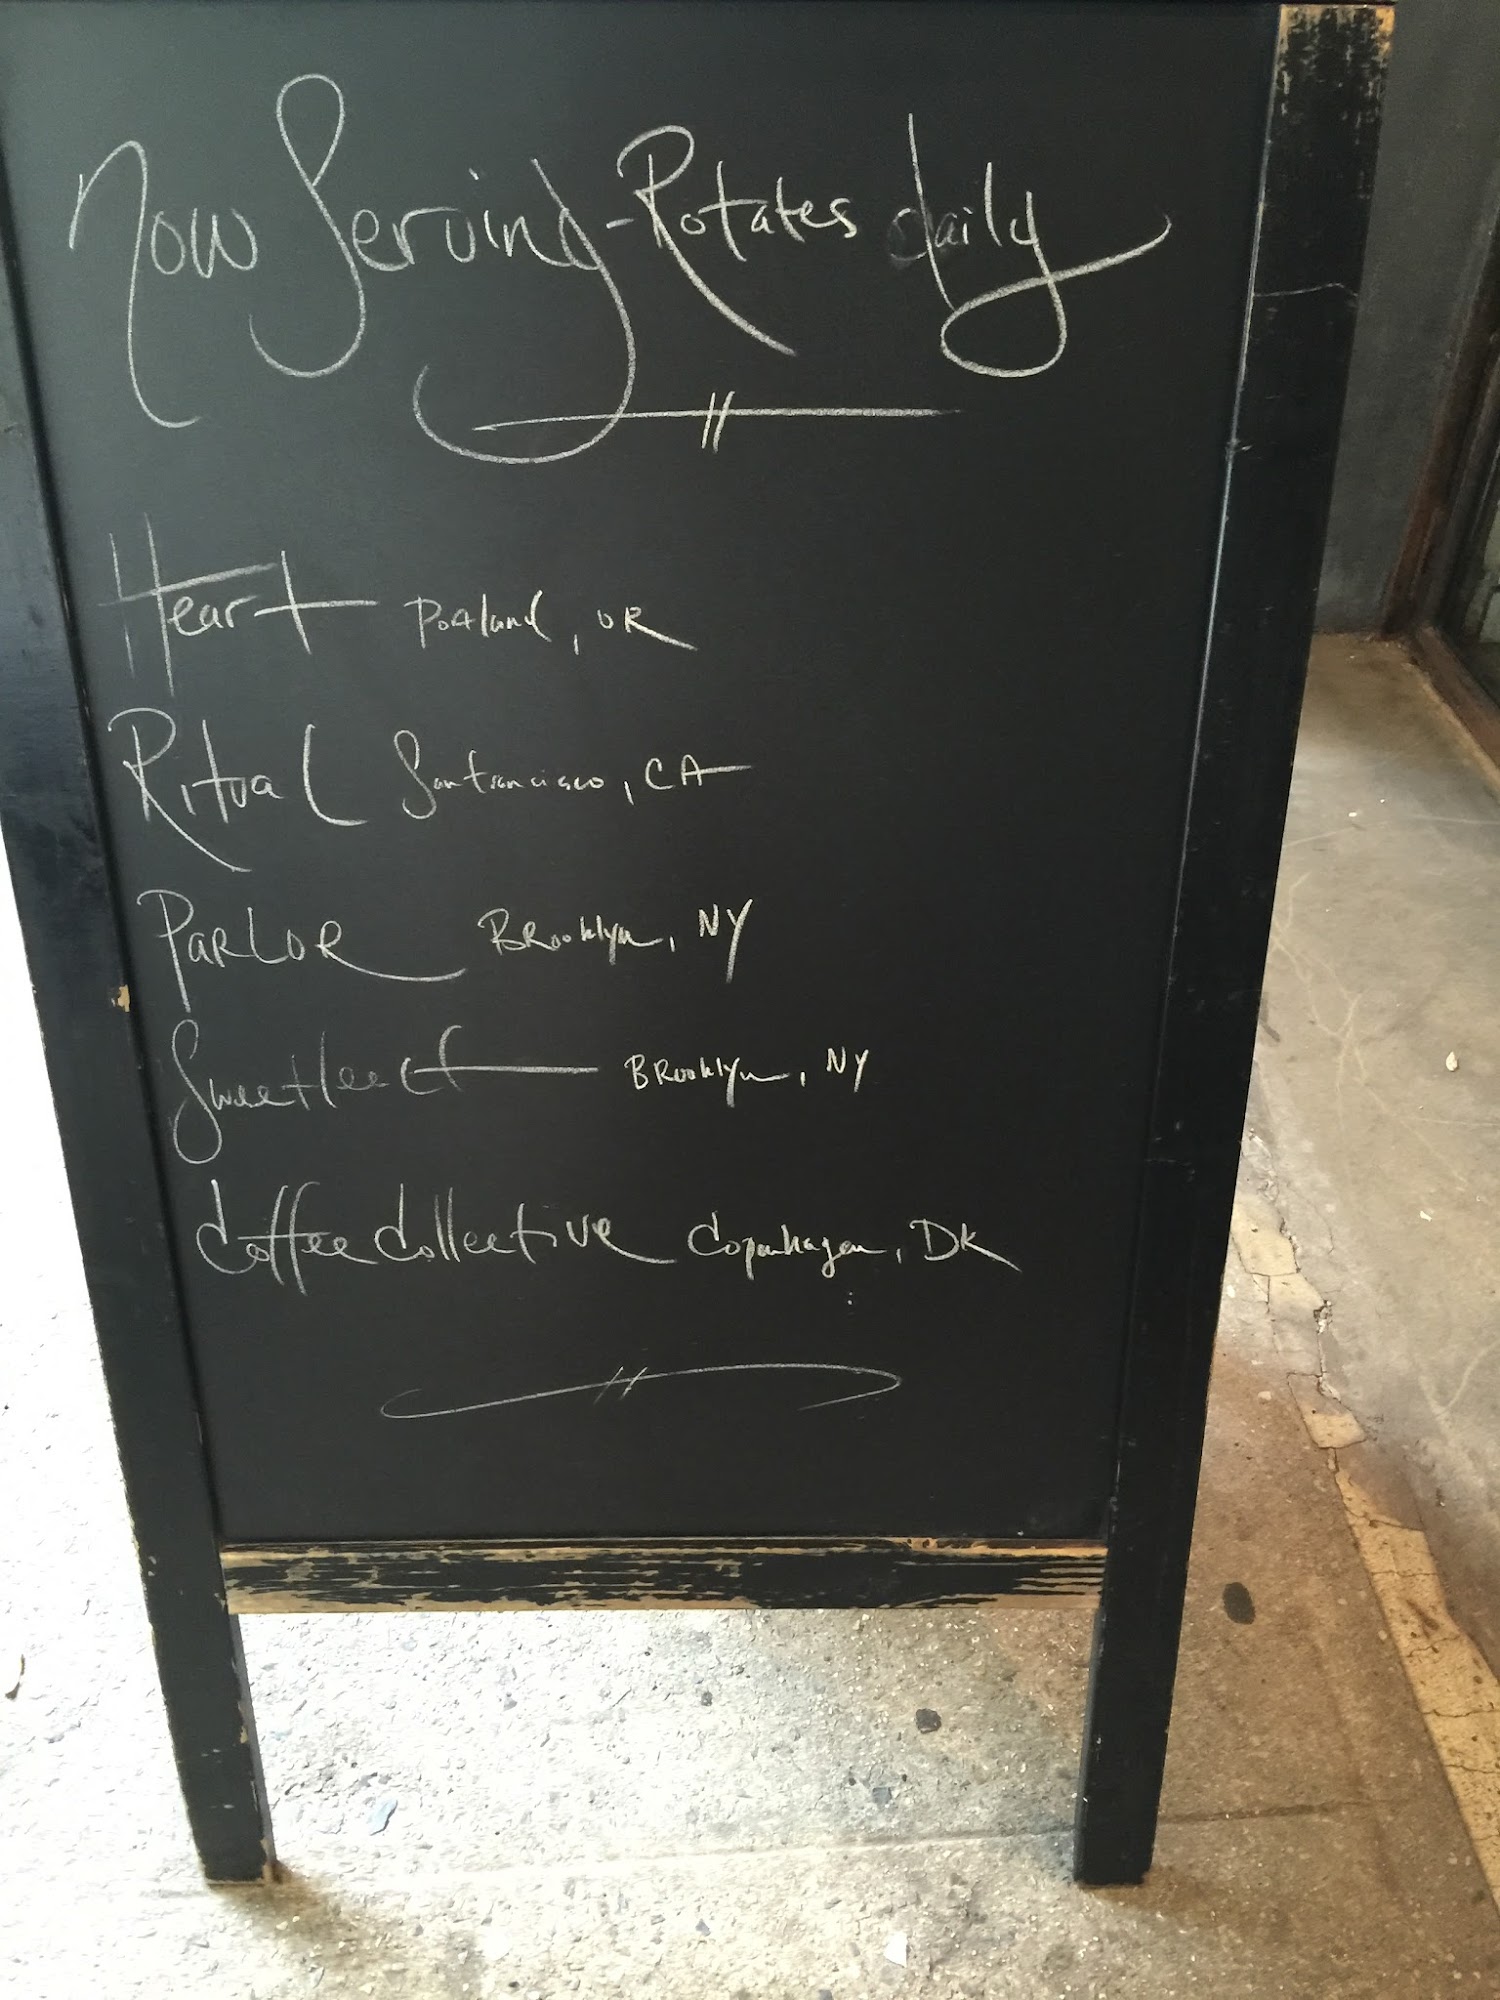 Now Serving - Rotates daily
Heart Portland, OR
Ritual San Francisco, CA
Parlor Brooklyn, NY
Sweetleaf Brooklyn, NY
Coffee Collective Copenhagen, DK